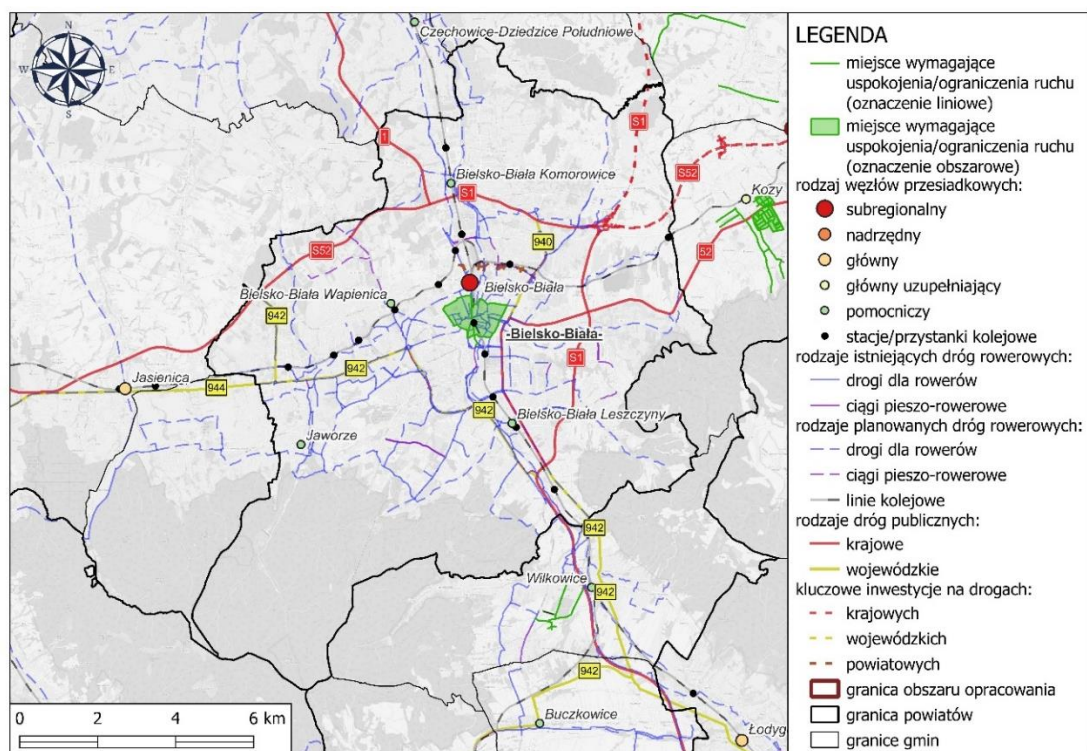 N
W
E
S
Czechowice-Dziedzice Południowe
1
S1
S52
Kozy
Bielsko-Biała Komorowice
S1
940
S52
52
Bielsko-Biała
Bielsko-Biała Wapienica
942
-Bielsko-Biała-
S1
942
Jasienica
944
942
Bielsko-Biała Leszczyny
Jaworze
942
Wilkowice
942
942
Buczkowice
Łodyg
0 2 4 6 km
LEGENDA
miejsce wymagające
uspokojenia/ograniczenia ruchu
(oznaczenie liniowe)
miejsce wymagające
uspokojenia/ograniczenia ruchu
(oznaczenie obszarowe)
rodzaj węzłów przesiadkowych:
subregionalny
nadrzędny
główny
główny uzupełniający
pomocniczy
stacje/przystanki kolejowe
rodzaje istniejących dróg rowerowych:
drogi dla rowerów
ciągi pieszo-rowerowe
rodzaje planowanych dróg rowerowych:
drogi dla rowerów
ciągi pieszo-rowerowe
linie kolejowe
rodzaje dróg publicznych:
krajowe
wojewódzkie
kluczowe inwestycje na drogach:
krajowych
wojewódzkich
powiatowych
granica obszaru opracowania
granica powiatów
granice gmin